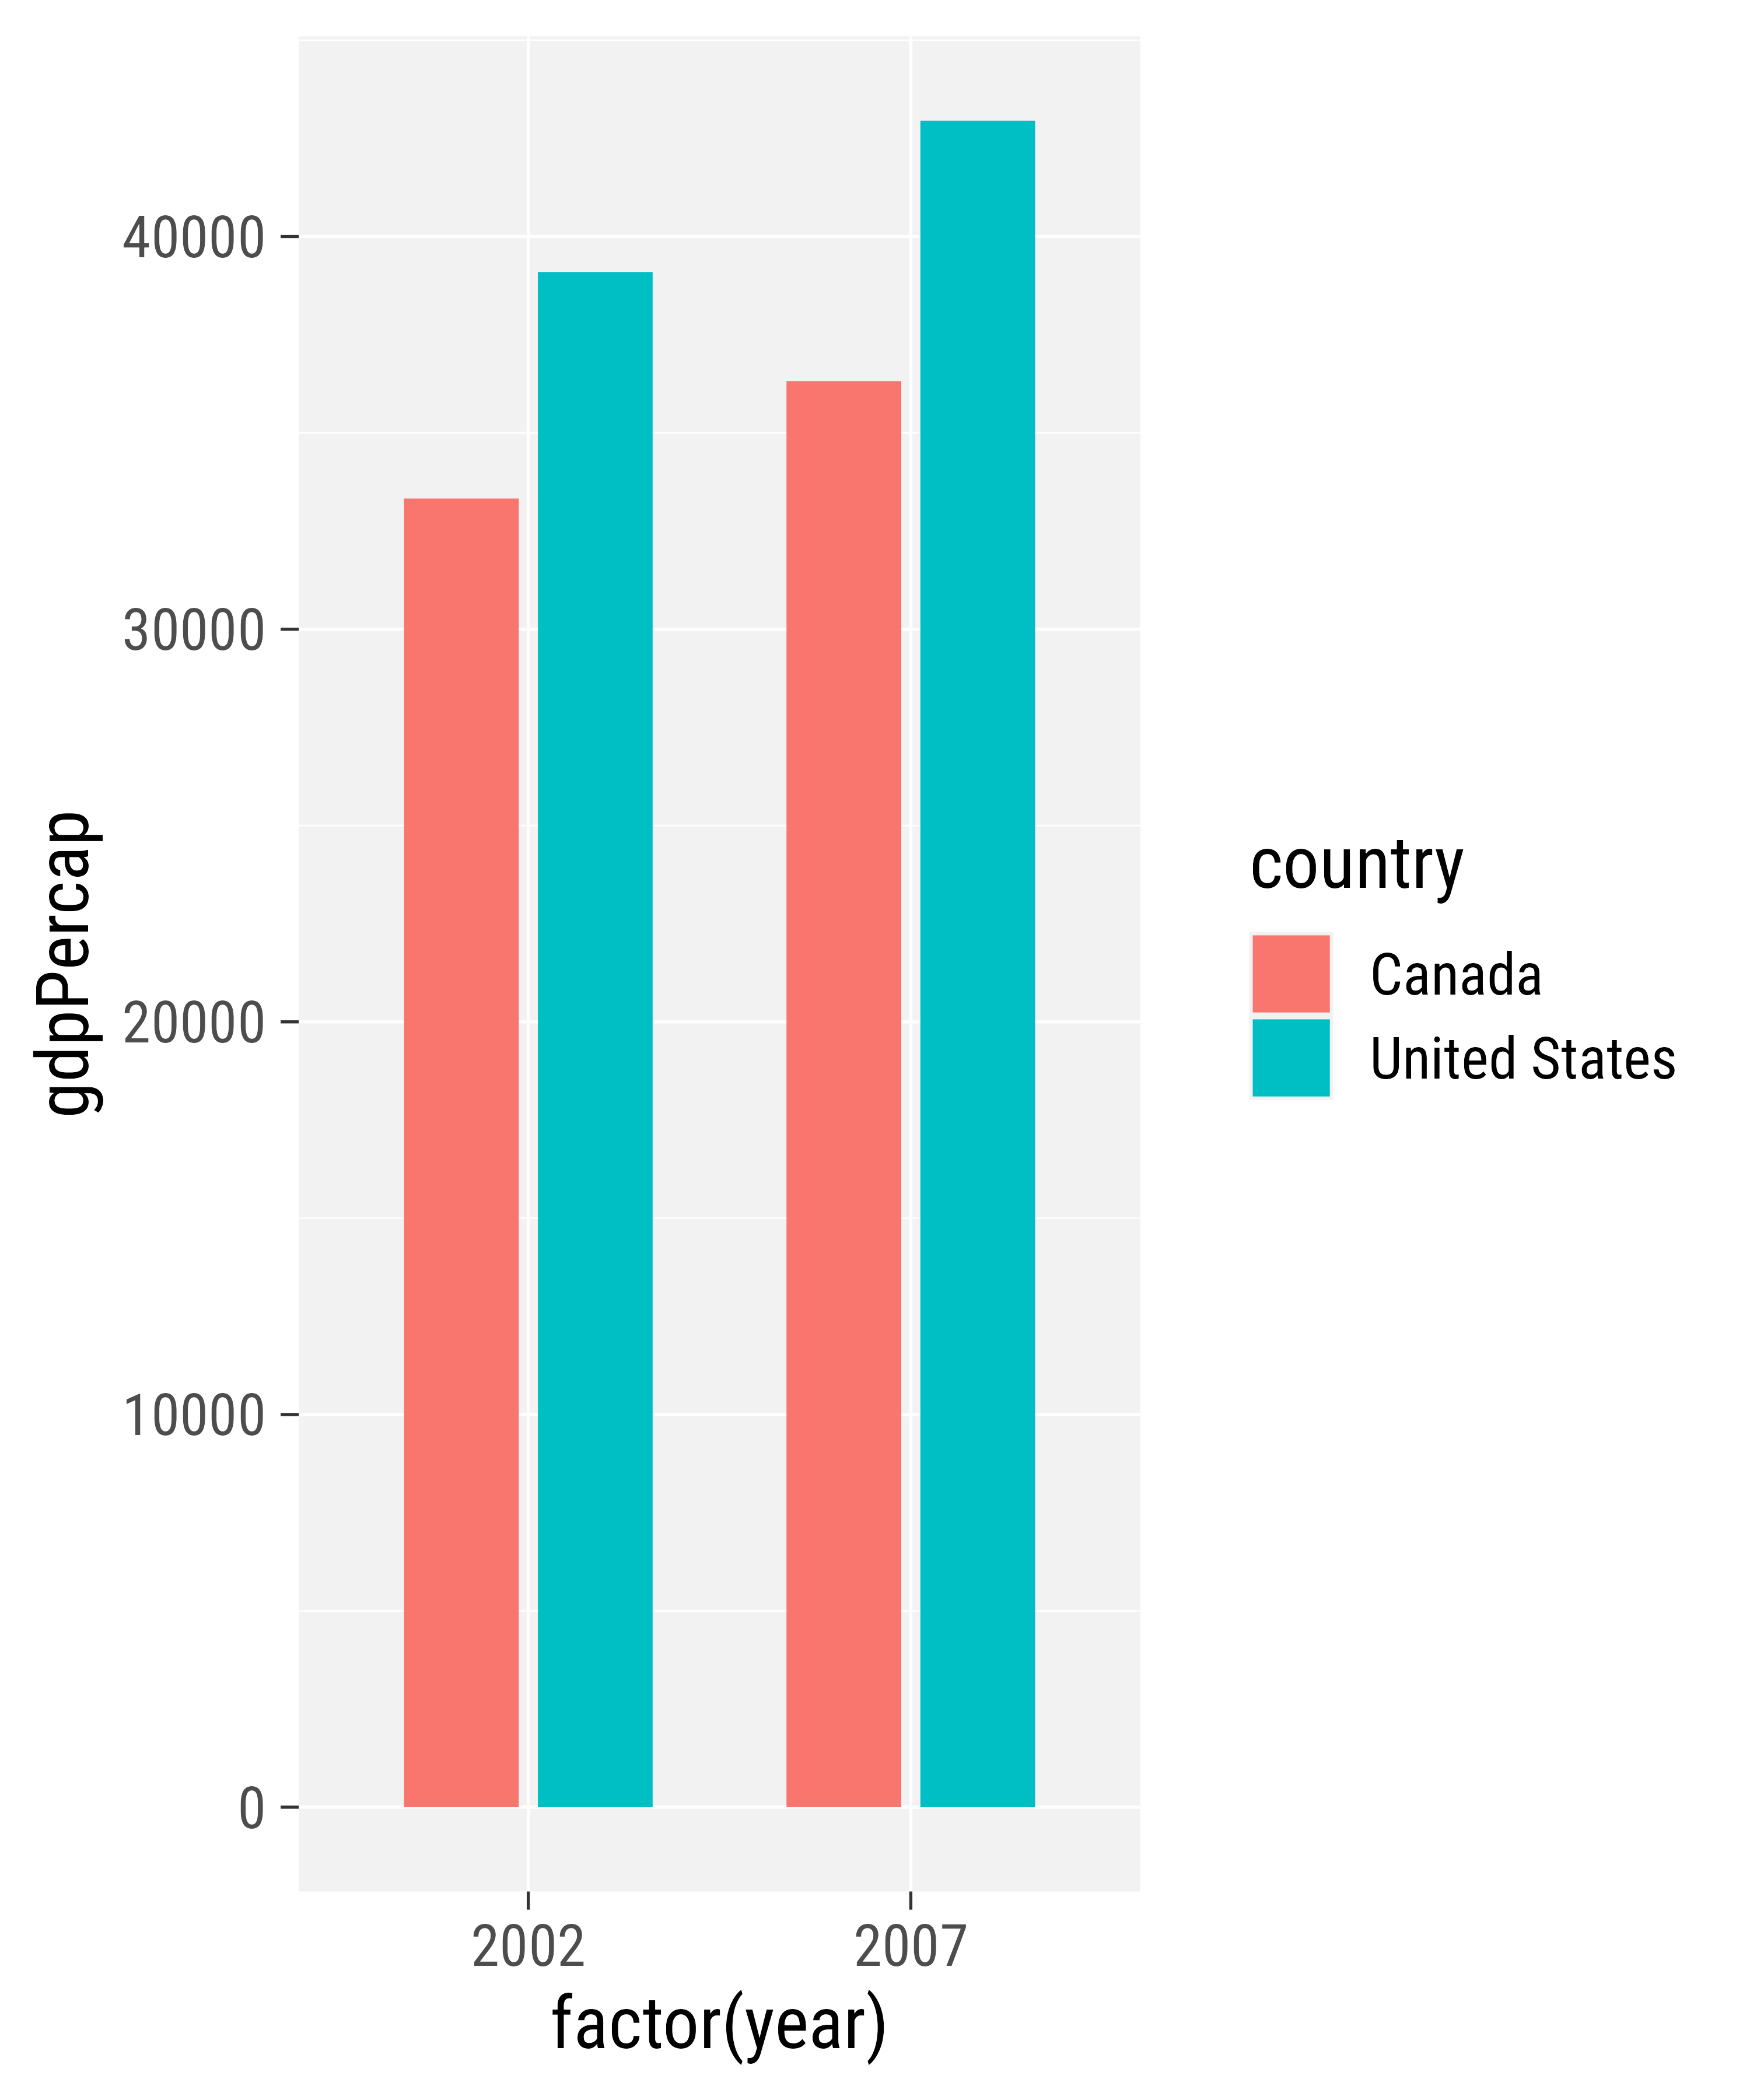 gdpPercap
40000
30000
20000
10000
0
2002
2007
factor(year)
country
Canada
United States